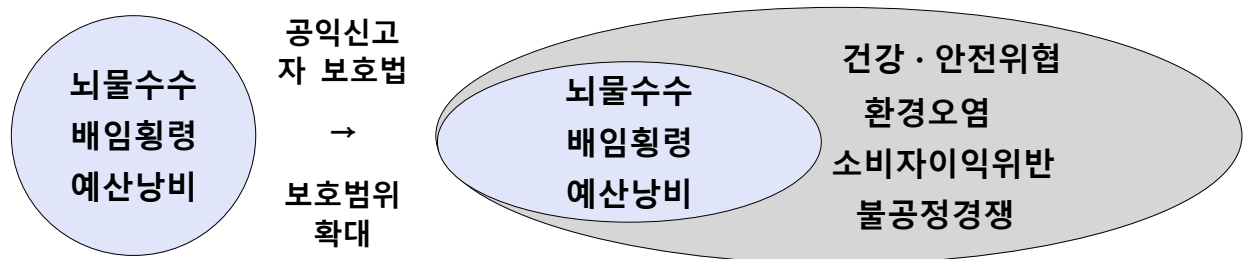 뇌물수수
배임횡령
예산낭비
공익신고
자 보호법
→
보호범위
확대
뇌물수수
배임횡령
예산낭비
건강 · 안전위협
환경오염
소비자이익위반
불공정경쟁